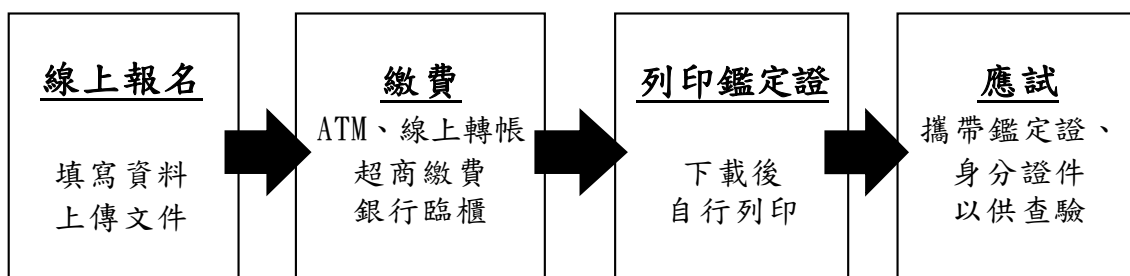 線上報名
填寫資料
上傳文件
繳費
ATM、線上轉帳
超商繳費
銀行臨櫃
列印鑑定證
下載後
自行列印
應試
攜帶鑑定證、
身分證件
以供查驗